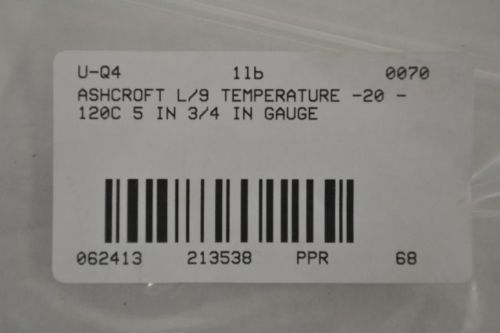 U-Q4 1lb 0070
ASHCROFT L/9 TEMPERATURE -20 -
120C 5 IN 3/4 IN GAUGE
062413 213538 PPR 68